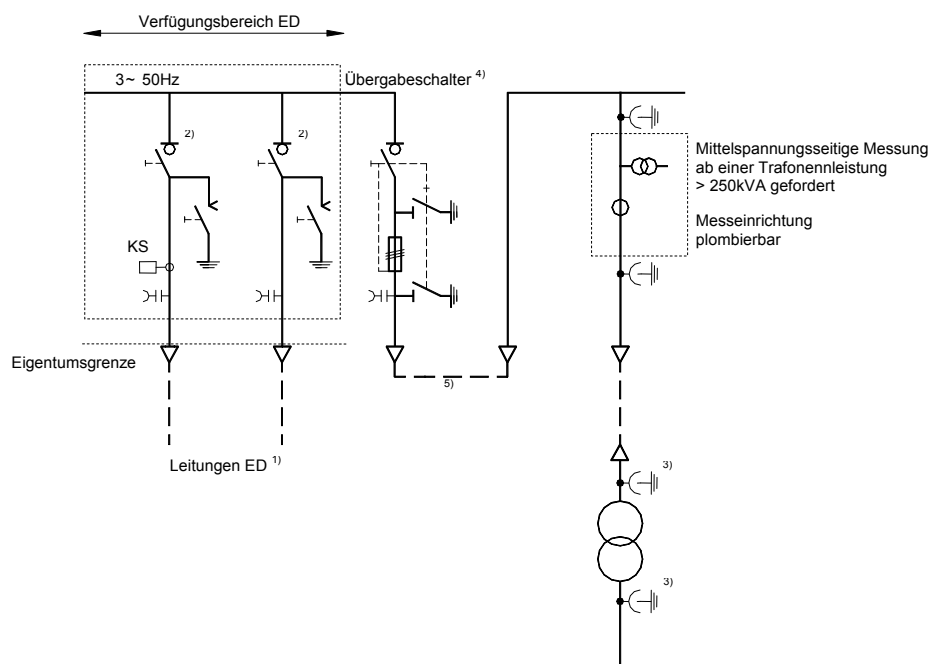 Verfügungsbereich ED
3~ 50Hz
Übergabeschalter 4)
2)
2)
Mittelspannungsseitige Messung
ab einer Trafonennleistung
> 250kVA gefordert
Messeinrichtung
plombierbar
KS
Eigentumsgrenze
5)
Leitungen ED 1)
3)
3)